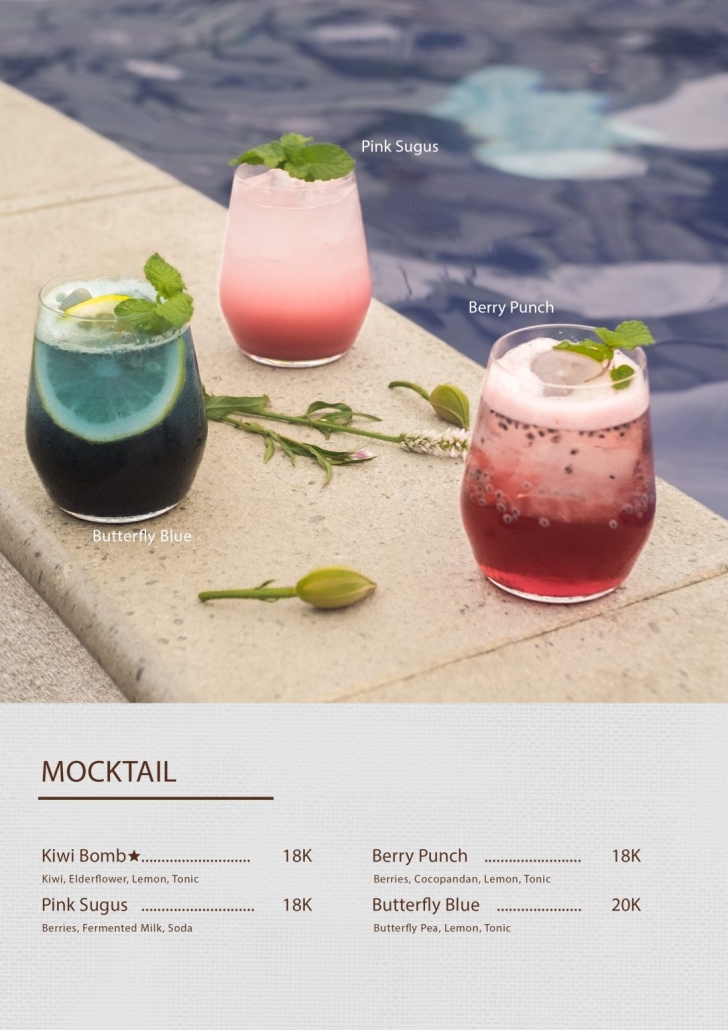 Pink Sugus
Berry Punch
Butterfly Blue
MOCKTAIL
Kiwi Bomb★.......................... 18K
Kiwi, Elderflower, Lemon, Tonic
Pink Sugus .......................... 18K
Berries, Fermented Milk, Soda
Berry Punch ...................... 18K
Berries, Cocopandan, Lemon, Tonic
Butterfly Blue ................... 20K
Butterfly Pea, Lemon, Tonic